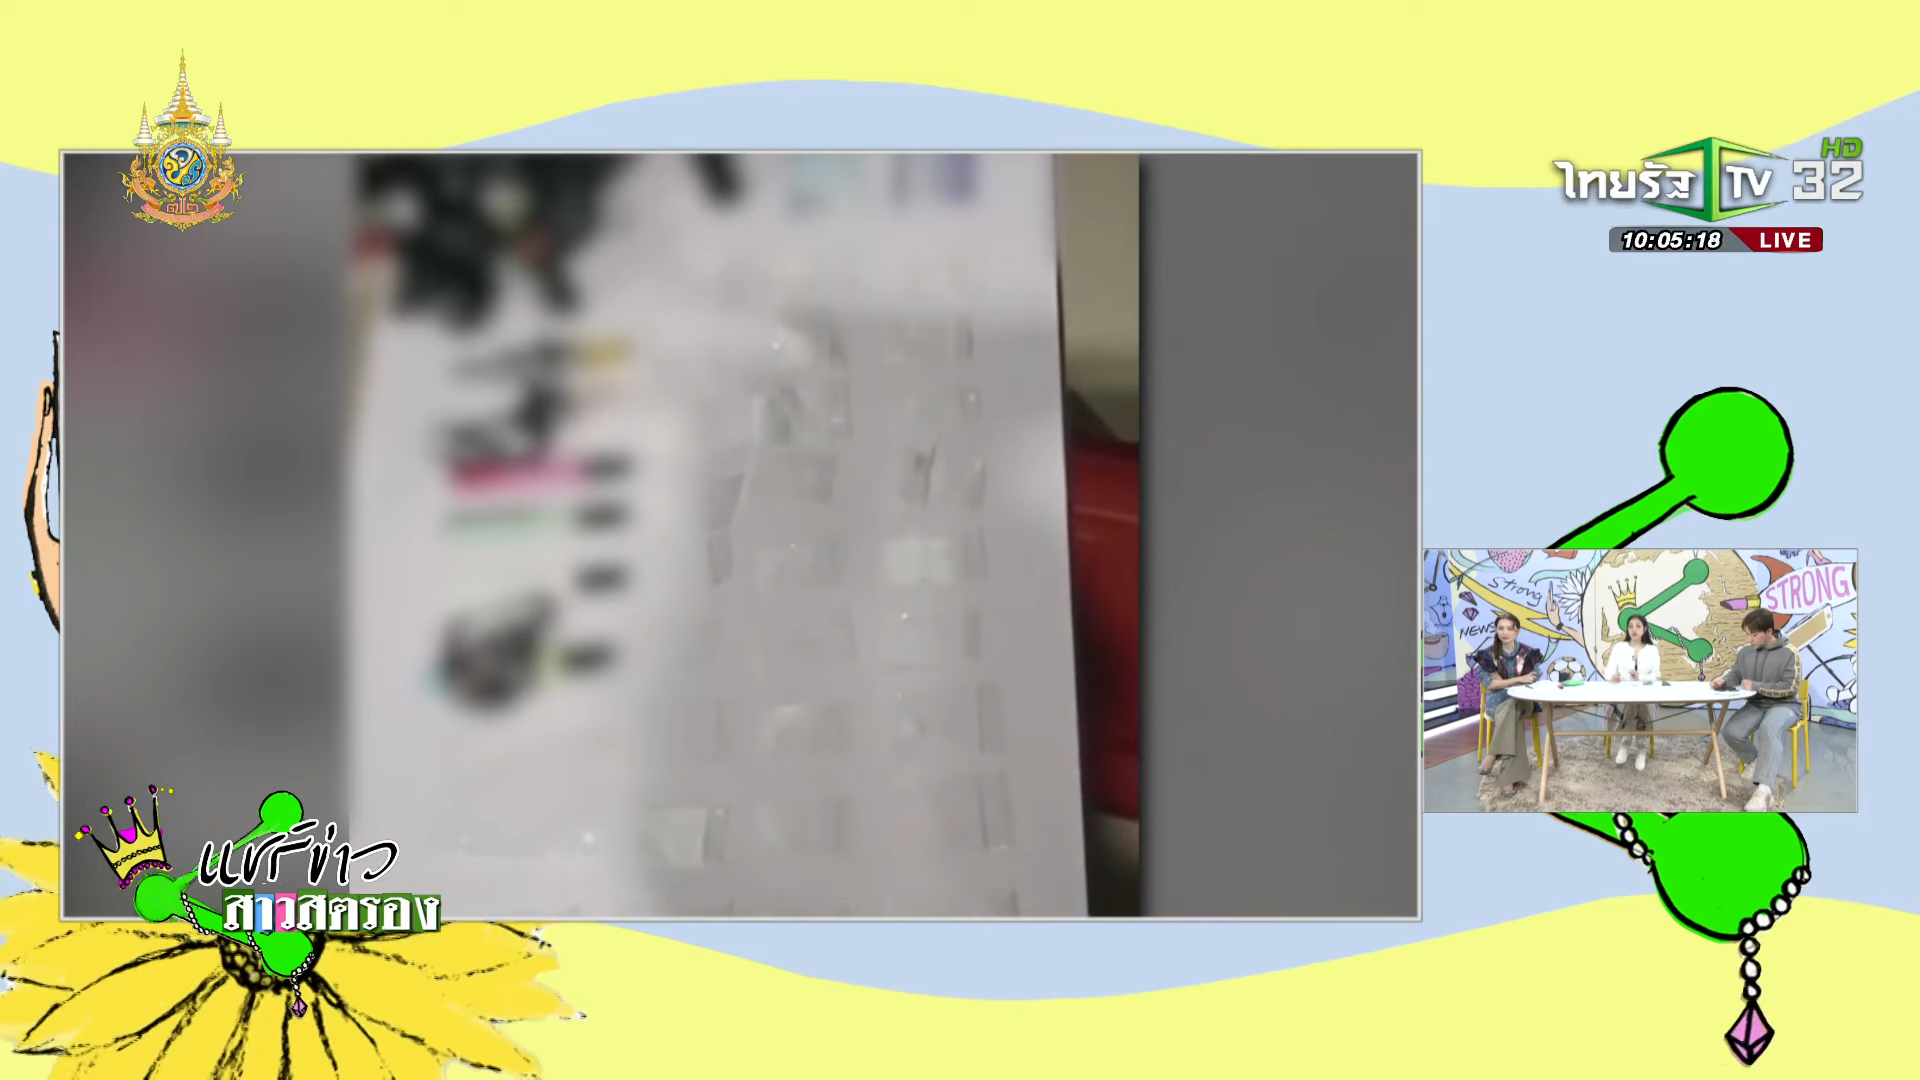 ไทยรัฐ TV 32 HD
10:05:18 LIVE
strong
STRONG
NEWS
แชร์ข่าว
สาวสตรอง